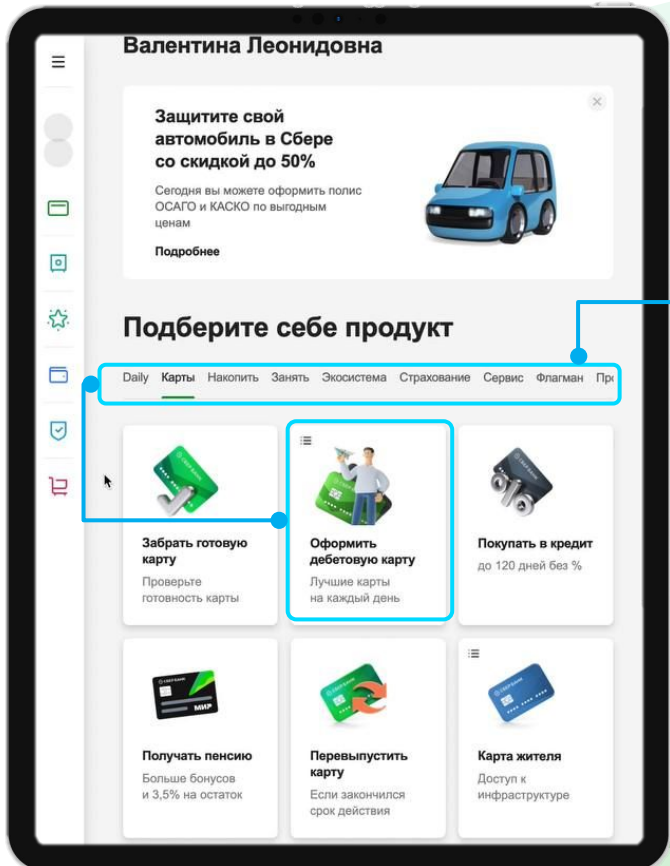 Валентина Леонидовна
Защитите свой
автомобиль в Сбере
со скидкой до 50%
Сегодня вы можете оформить полис
ОСАГО и КАСКО по выгодным
ценам
Подробнее
Подберите себе продукт
Daily Карты Накопить Занять Экосистема Страхование Сервис Флагман
Забрать готовую
карту
Проверьте
готовность карты
Оформить
дебетовую карту
Лучшие карты
на каждый день
Покупать в кредит
до 120 дней без %
МИР
Получать пенсию
Больше бонусов
и 3,5% на остаток
Перевыпустить
карту
Если закончился
срок действия
Карта жителя
Доступ к
инфраструктуре